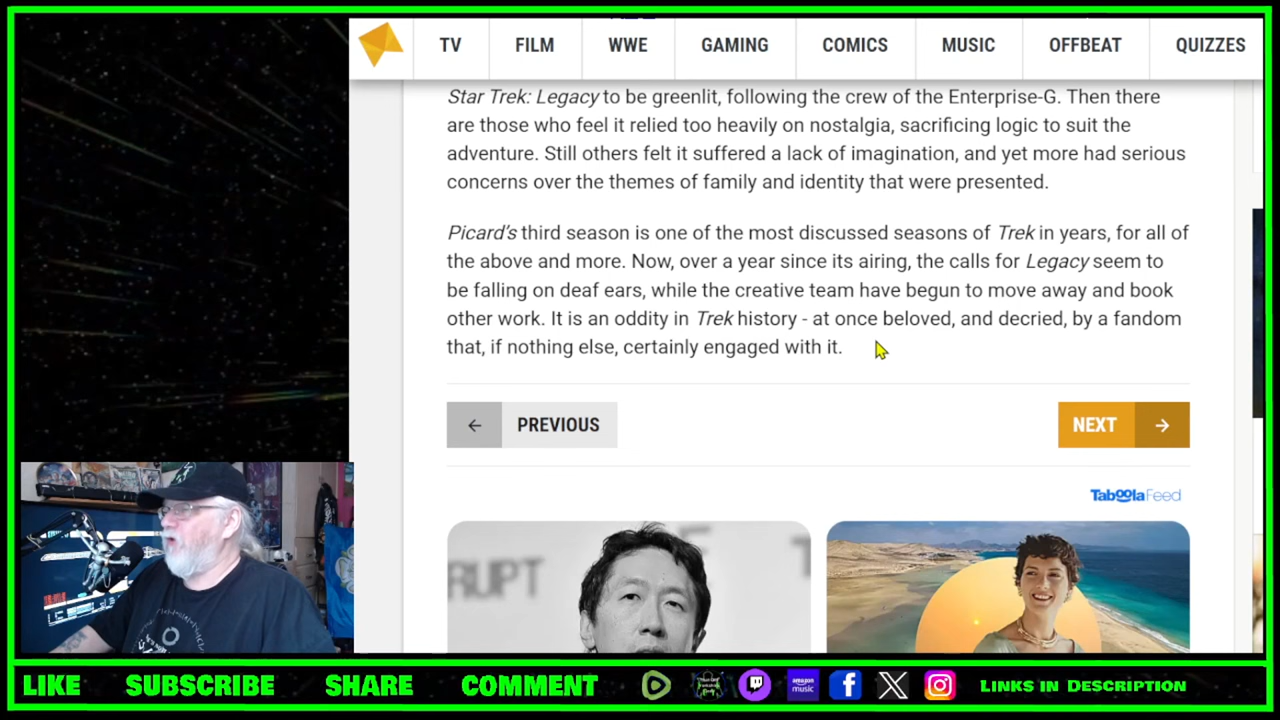 TV FILM WWE GAMING COMICS MUSIC OFFBEAT QUIZZES
Star Trek: Legacy to be greenlit, following the crew of the Enterprise-G. Then there
are those who feel it relied too heavily on nostalgia, sacrificing logic to suit the
adventure. Still others felt it suffered a lack of imagination, and yet more had serious
concerns over the themes of family and identity that were presented.
Picard's third season is one of the most discussed seasons of Trek in years, for all of
the above and more. Now, over a year since its airing, the calls for Legacy seem to
be falling on deaf ears, while the creative team have begun to move away and book
other work. It is an oddity in Trek history - at once beloved, and decried, by a fandom
that, if nothing else, certainly engaged with it.
← PREVIOUS NEXT →
Taboola Feed
RUPT
LIKE SUBSCRIBE SHARE COMMENT amazon music LINKS IN DESCRIPTION